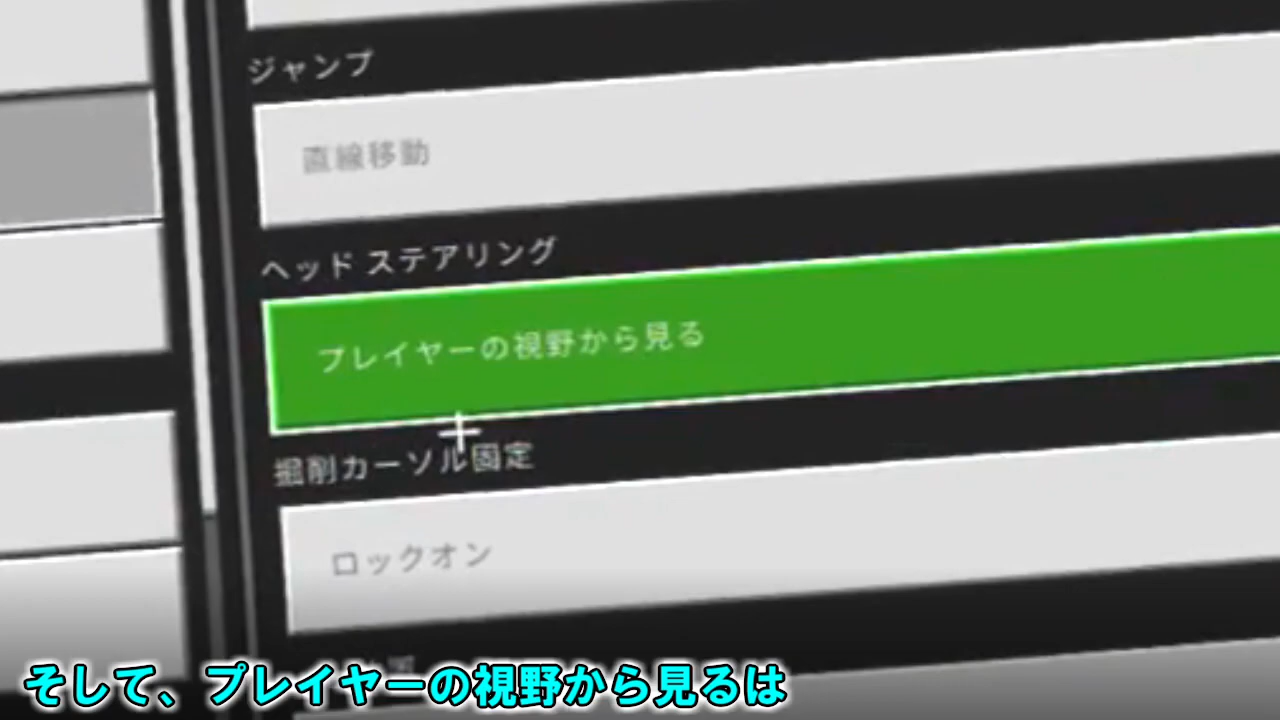 ジャンプ
直線移動
ヘッド ステアリング
プレイヤーの視野から見る
掘削カーソル固定
ロックオン
そして、プレイヤーの視野から見るは